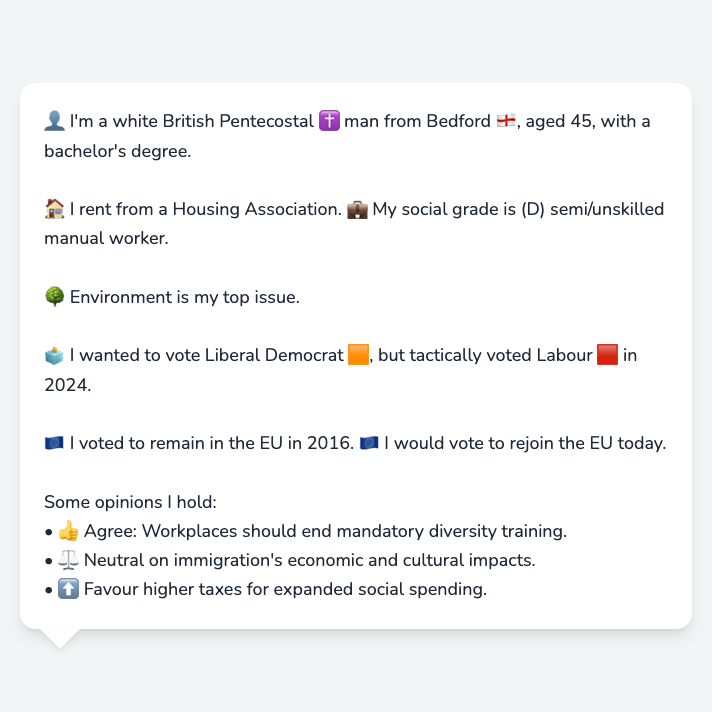 👤 I'm a white British Pentecostal ✝️ man from Bedford 🏴󠁧󠁢󠁥󠁮󠁧󠁿, aged 45, with a
bachelor's degree.
🏠 I rent from a Housing Association. 💼 My social grade is (D) semi/unskilled
manual worker.
🌳 Environment is my top issue.
🗳️ I wanted to vote Liberal Democrat 🟧, but tactically voted Labour 🟥 in
2024.
🇪🇺 I voted to remain in the EU in 2016. 🇪🇺 I would vote to rejoin the EU today.
Some opinions I hold:
• 👍 Agree: Workplaces should end mandatory diversity training.
• ⚖️ Neutral on immigration's economic and cultural impacts.
• ⬆️ Favour higher taxes for expanded social spending.